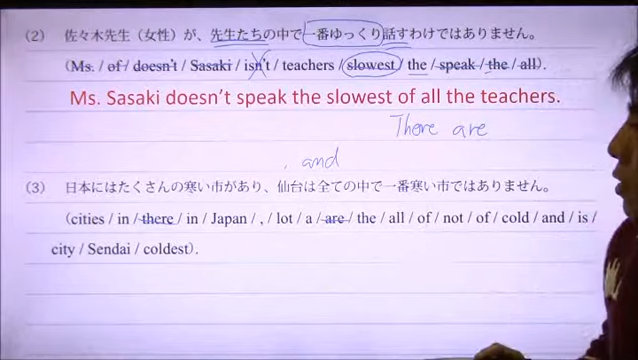 (2) 佐々木先生（女性）が、先生たちの中で一番ゆっくり話すわけではありません。
(Ms. / of / doesn't / Sasaki / isn't / teachers / slowest / the / speak / the / all).
Ms. Sasaki doesn't speak the slowest of all the teachers.
There are
, and
(3) 日本にはたくさんの寒い市があり、仙台は全ての中で一番寒い市ではありません。
(cities / in / there / in / Japan / , / lot / a / are / the / all / of / not / of / cold / and / is /
city / Sendai / coldest).